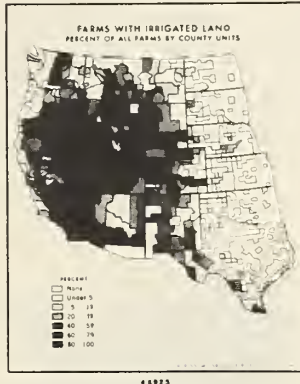 FARMS WITH IRRIGATED LAND
PERCENT OF ALL FARMS BY COUNTY UNITS
PERCENT
None
Under 5
5 19
20 39
40 59
60 79
80 100